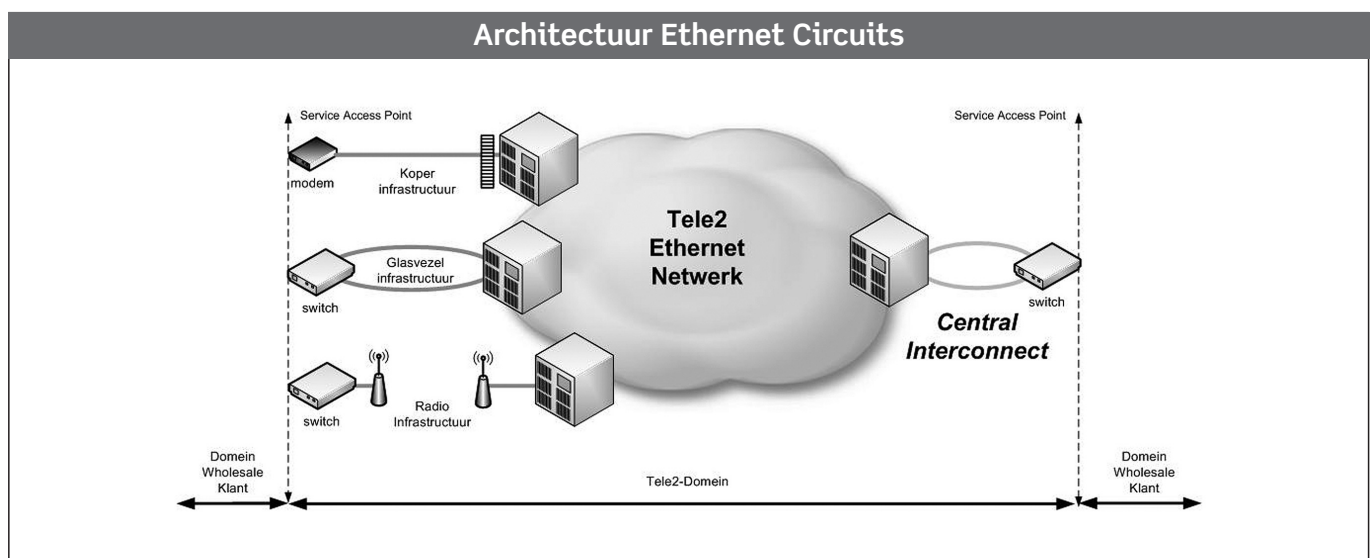 Architectuur Ethernet Circuits
Service Access Point
Service Access Point
modem
Koper
infrastructuur
Tele2
Ethernet
Netwerk
Glasvezel
infrastructuur
switch
switch
Central
Interconnect
Radio
Infrastructuur
switch
Domein
Wholesale
Klant
Tele2-Domein
Domein
Wholesale
Klant